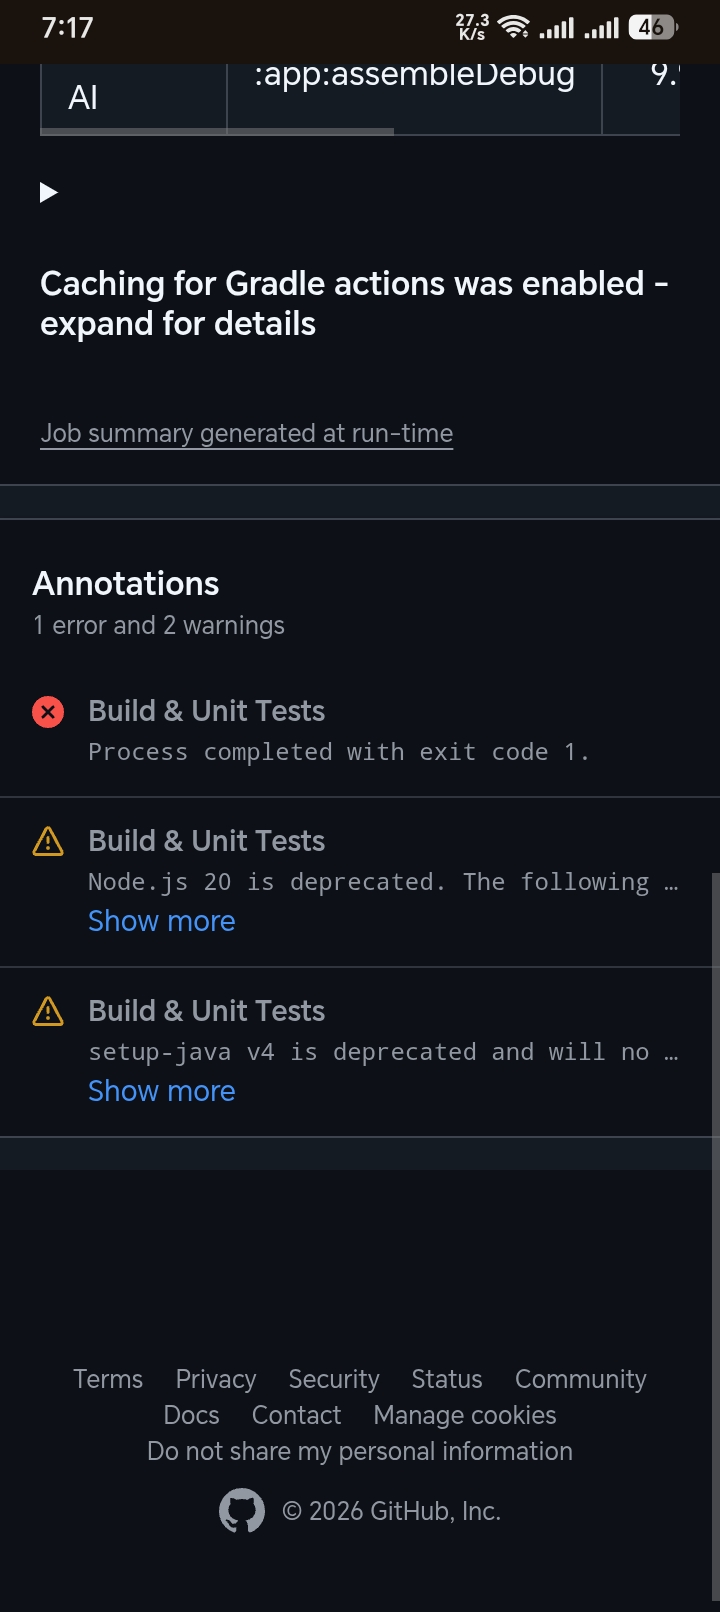 7:17
27.3
K/s
46
:app:assembleDebug
AI
Caching for Gradle actions was enabled -
expand for details
Job summary generated at run-time
Annotations
1 error and 2 warnings
Build & Unit Tests
Process completed with exit code 1.
Build & Unit Tests
Node.js 20 is deprecated. The following …
Show more
Build & Unit Tests
setup-java v4 is deprecated and will no …
Show more
Terms Privacy Security Status Community
Docs Contact Manage cookies
Do not share my personal information
© 2026 GitHub, Inc.